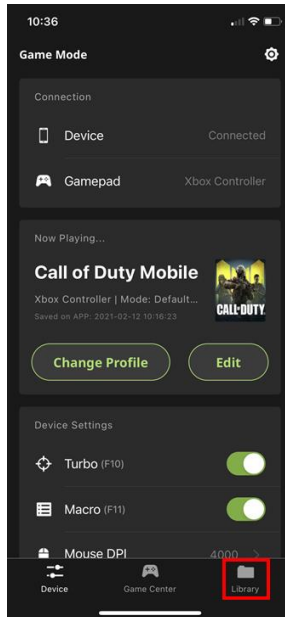 10:36
Game Mode
Connection
Device Connected
Gamepad Xbox Controller
Now Playing...
Call of Duty Mobile
Xbox Controller | Mode: Default...
Saved on APP: 2021-02-12 10:16:23
CALL·DUTY
Change Profile Edit
Device Settings
Turbo (F10)
Macro (F11)
Mouse DPI 4000 >
Device Game Center Library